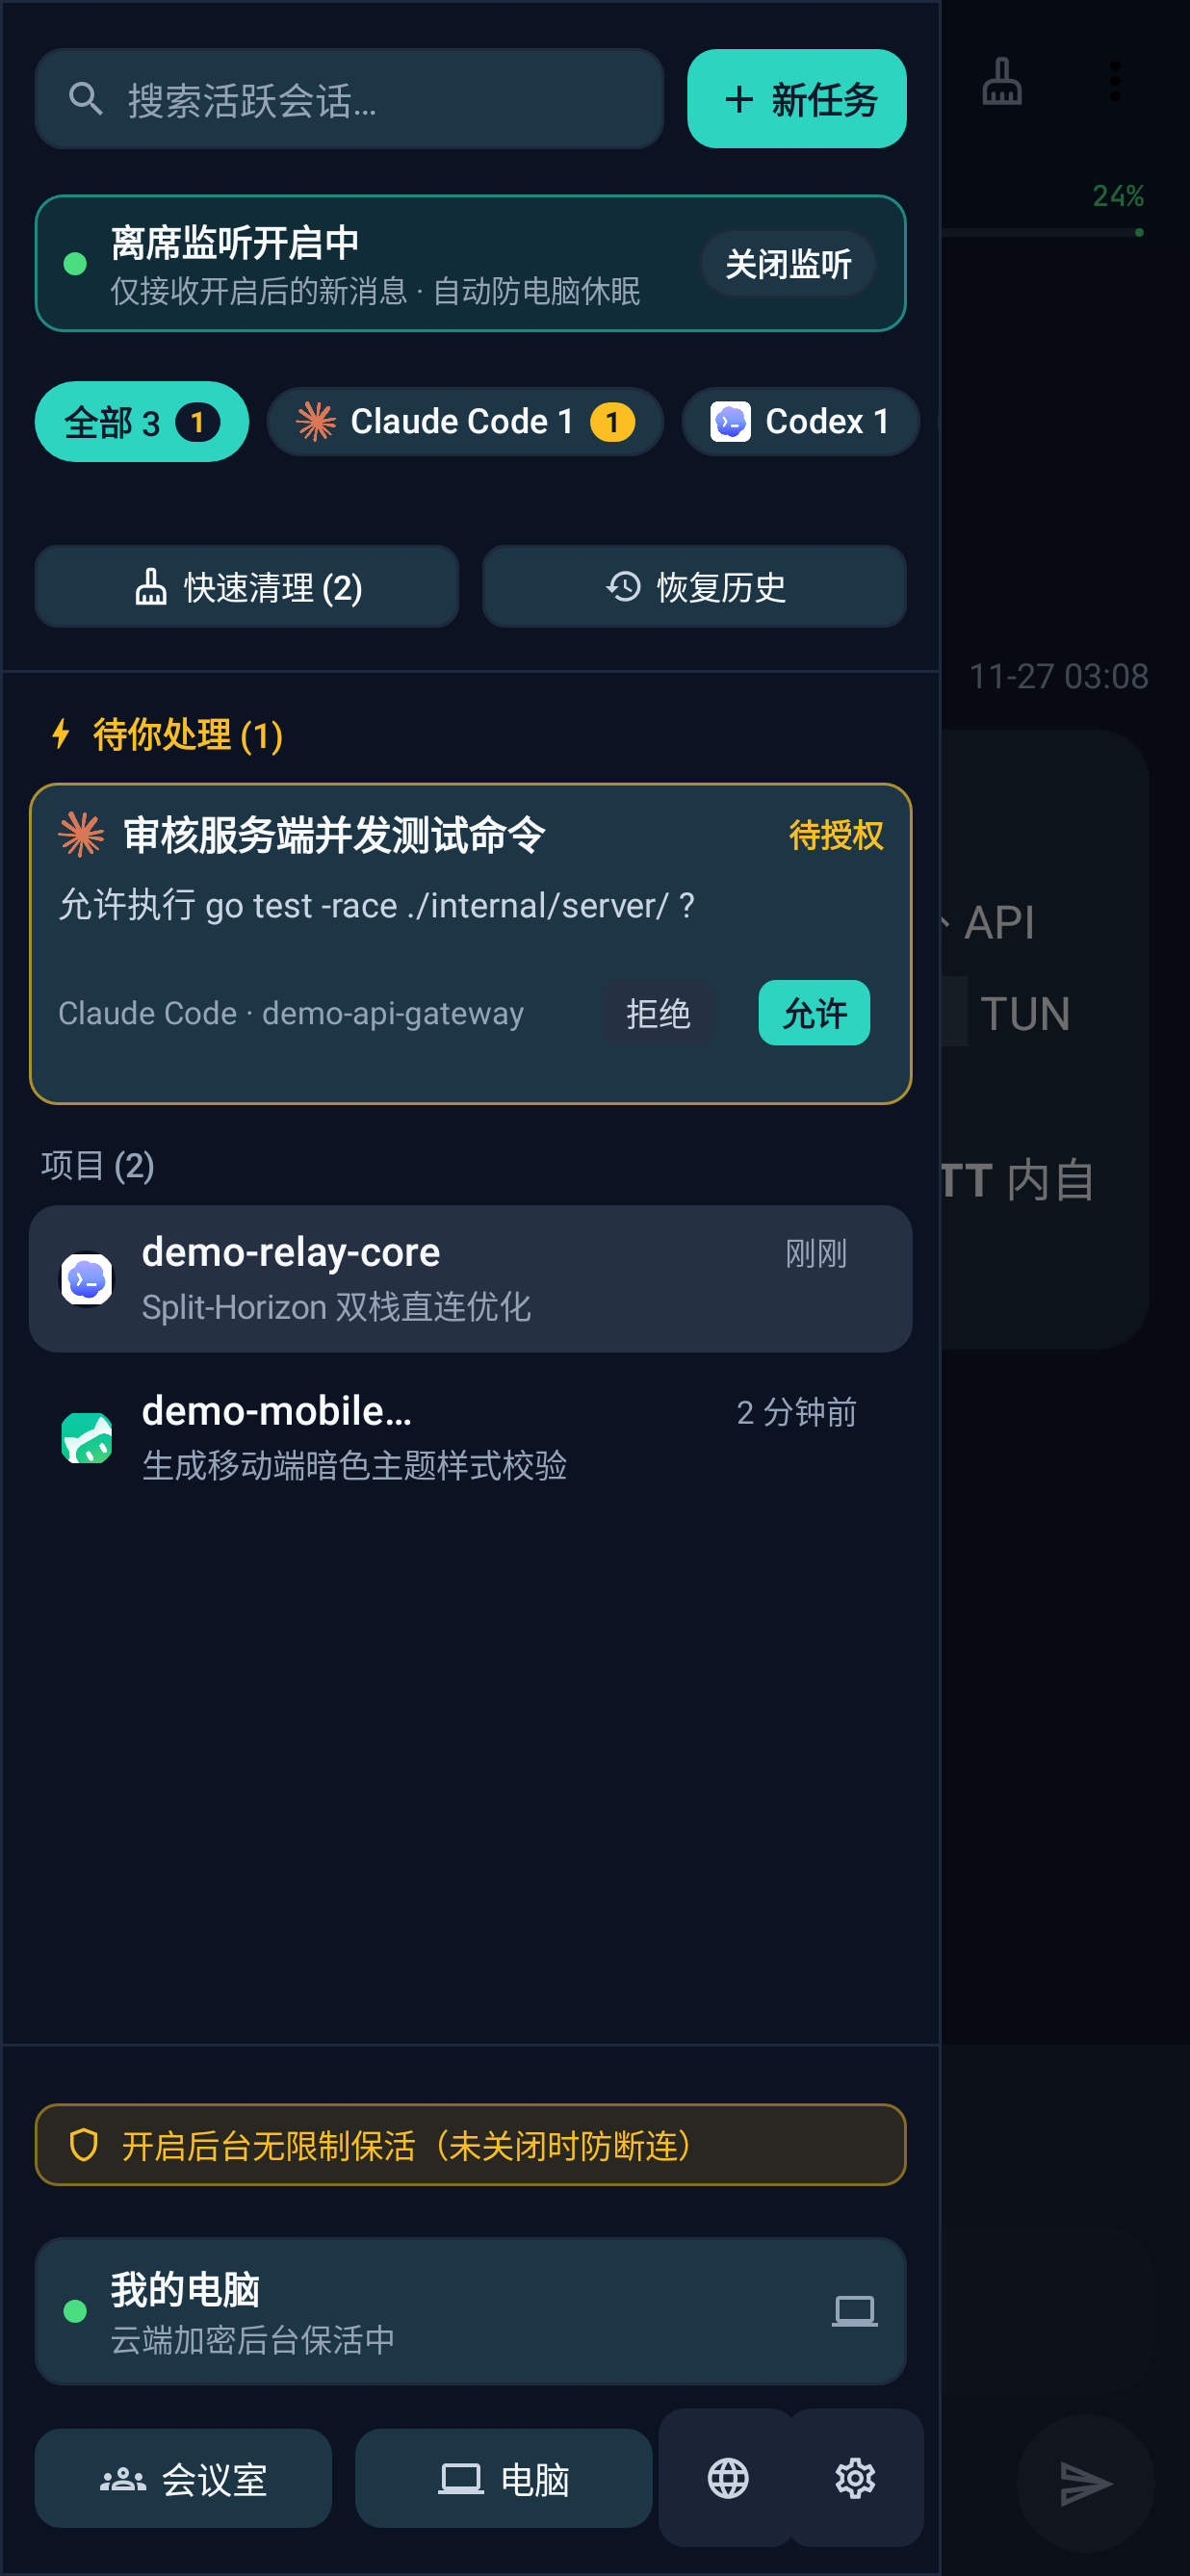 搜索活跃会话...
新任务
24%
离席监听开启中
仅接收开启后的新消息 · 自动防电脑休眠
关闭监听
全部 3 1
Claude Code 1 1
Codex 1
快速清理 (2)
恢复历史
11-27 03:08
待你处理 (1)
审核服务端并发测试命令
待授权
允许执行 go test -race ./internal/server/ ?
API
Claude Code · demo-api-gateway
拒绝
允许
TUN
项目 (2)
TT 内自
demo-relay-core
刚刚
Split-Horizon 双栈直连优化
demo-mobile...
2 分钟前
生成移动端暗色主题样式校验
开启后台无限制保活（未关闭时防断连）
我的电脑
云端加密后台保活中
会议室
电脑